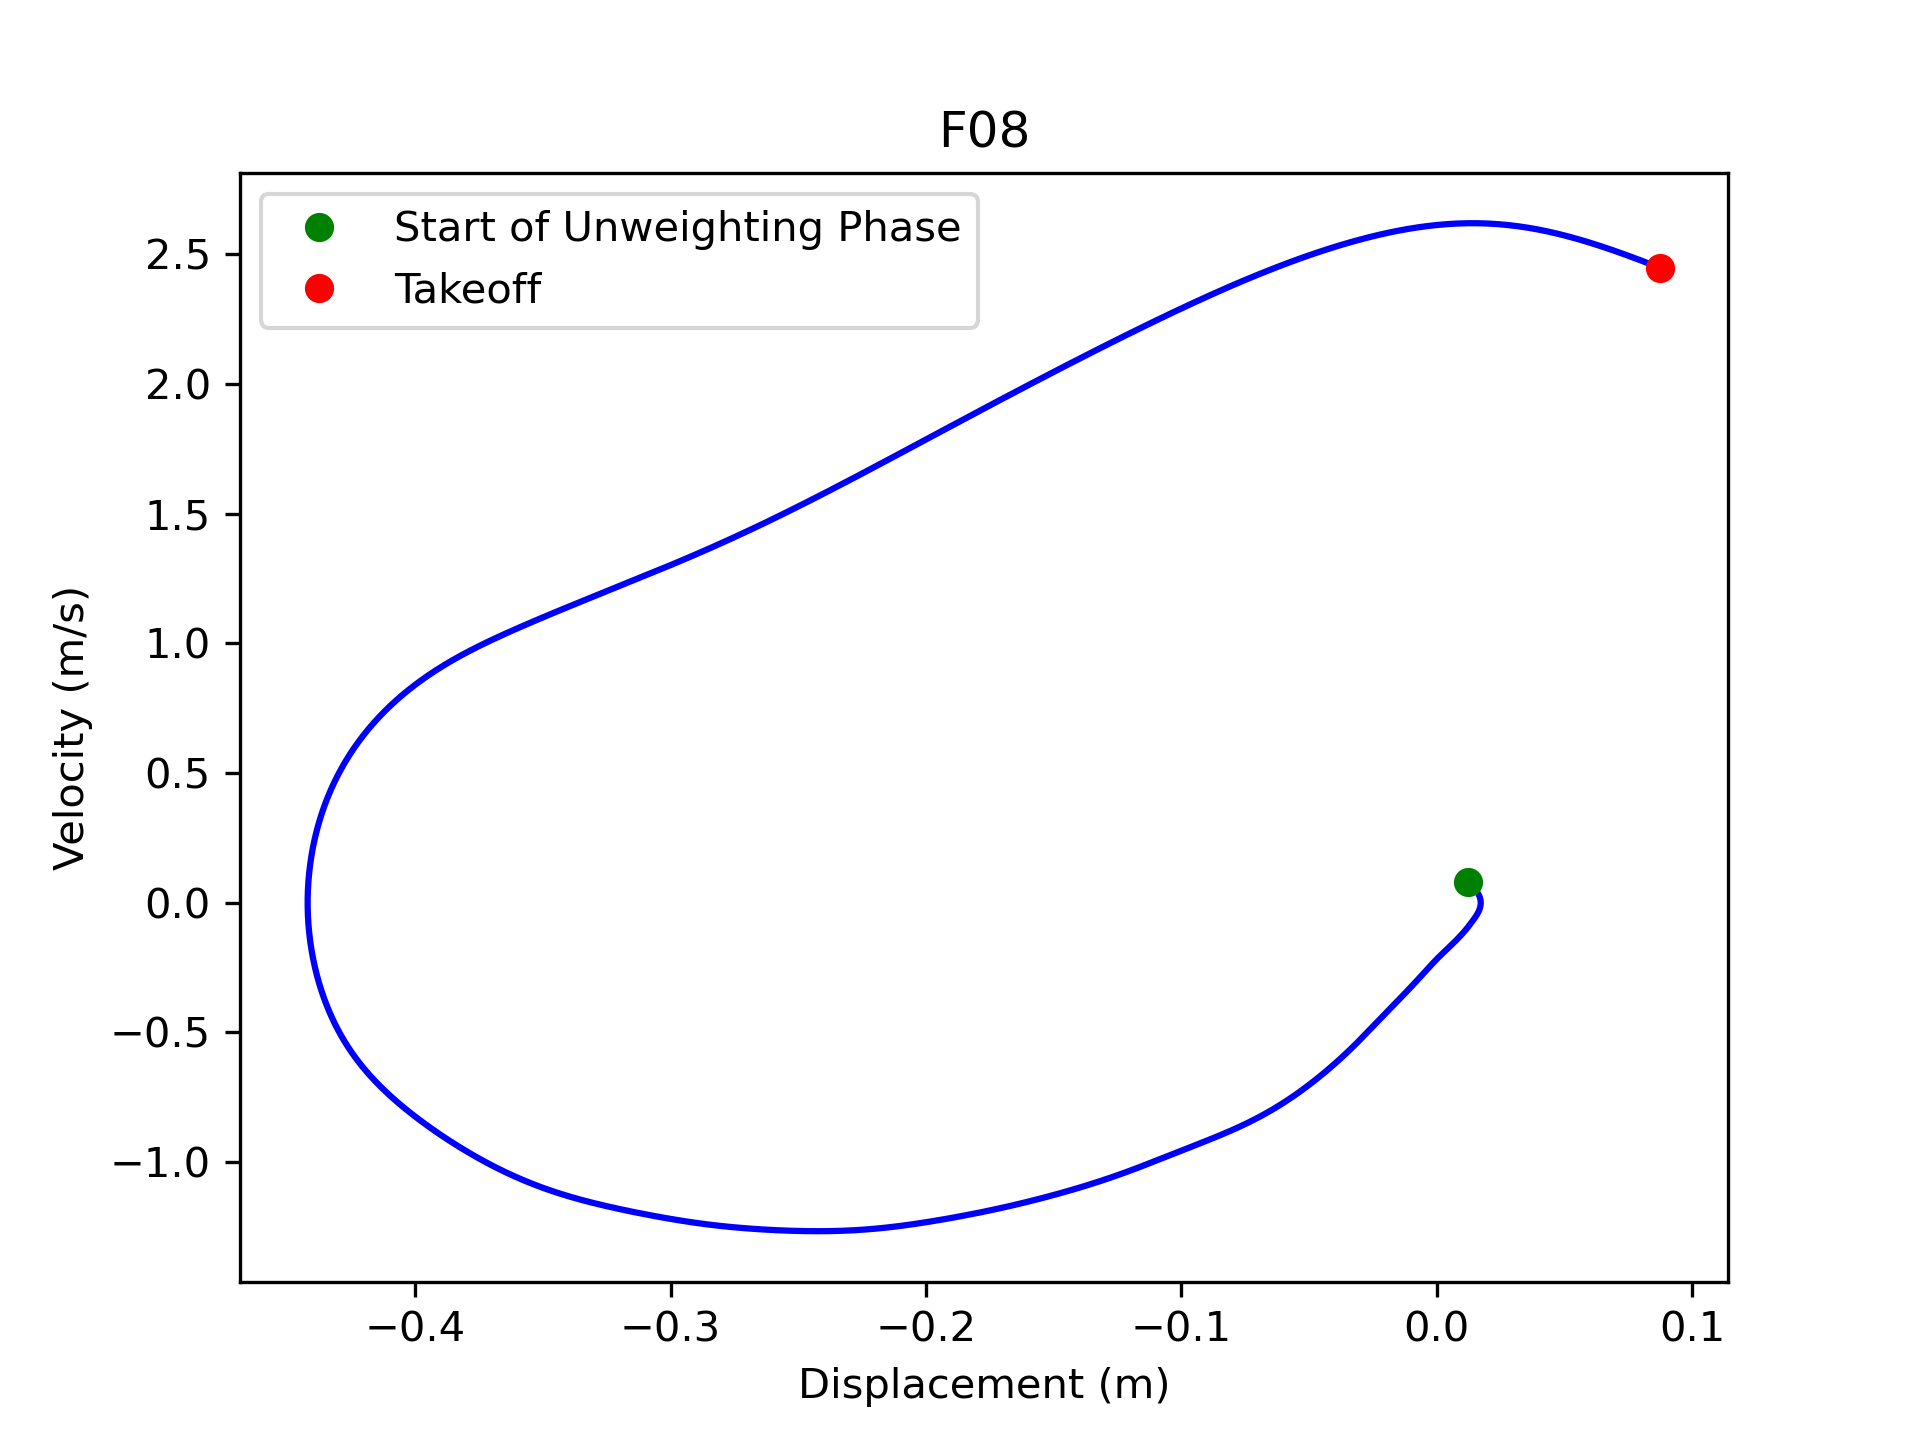 F08
Start of Unweighting Phase
Takeoff
2.5
2.0
1.5
1.0
0.5
0.0
−0.5
−1.0
Velocity (m/s)
−0.4 −0.3 −0.2 −0.1 0.0 0.1
Displacement (m)